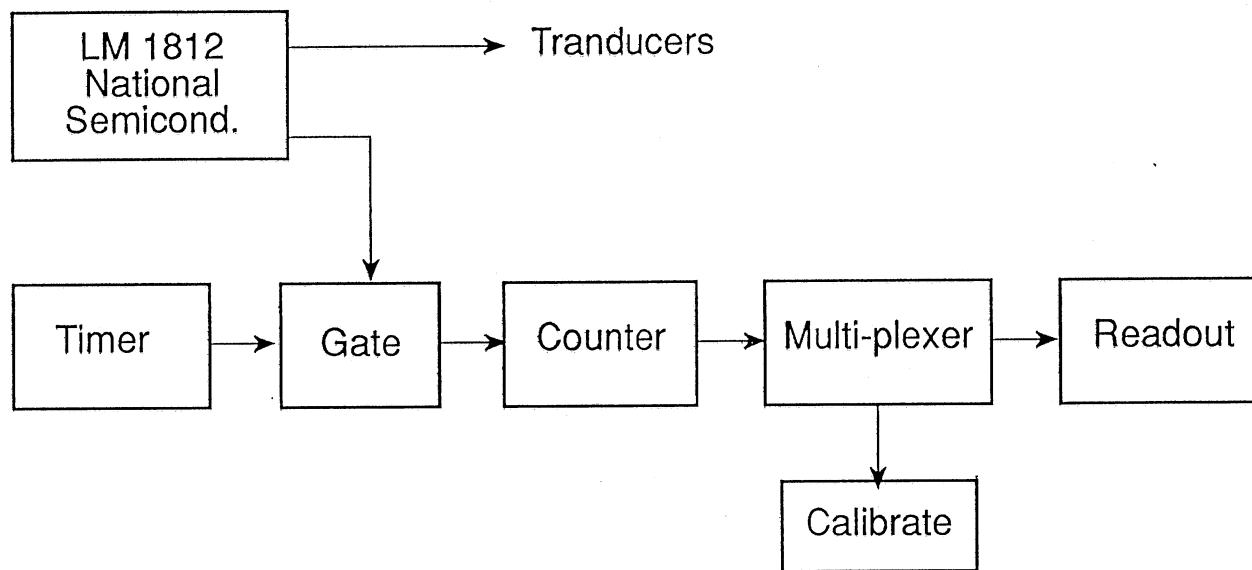 LM 1812
National
Semicond.
Tranducers
Timer
Gate
Counter
Multi-plexer
Readout
Calibrate